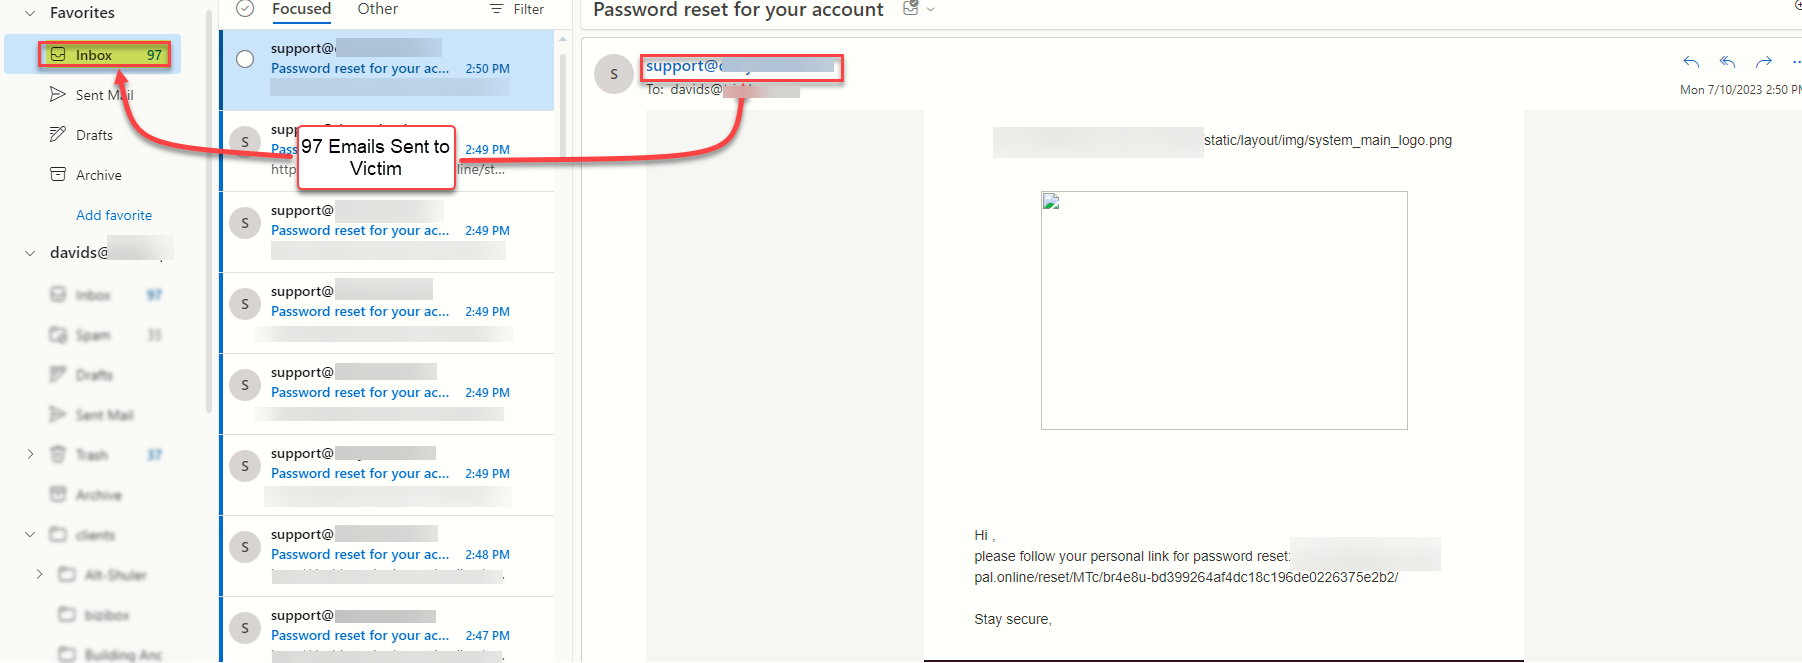 Favorites
Inbox 97
Sent Mail
Drafts
Archive
Add favorite
davids@
Inbox 97
Spam 35
Drafts
Sent Mail
Trash 37
Archive
clients
Alt-Shuler
bizibox
Building Anc
Focused Other Filter
support@
Password reset for your ac... 2:50 PM
S
2:49 PM
S
support@
Password reset for your ac... 2:49 PM
S
support@
Password reset for your ac... 2:49 PM
S
support@
Password reset for your ac... 2:49 PM
S
support@
Password reset for your ac... 2:49 PM
S
support@
Password reset for your ac... 2:48 PM
S
support@
Password reset for your ac... 2:47 PM
97 Emails Sent to
Victim
Password reset for your account
S
support@
To: davids@
Mon 7/10/2023 2:50 PM
static/layout/img/system_main_logo.png
Hi ,
please follow your personal link for password reset:
pal.online/reset/MTc/br4e8u-bd399264af4dc18c196de0226375e2b2/
Stay secure,